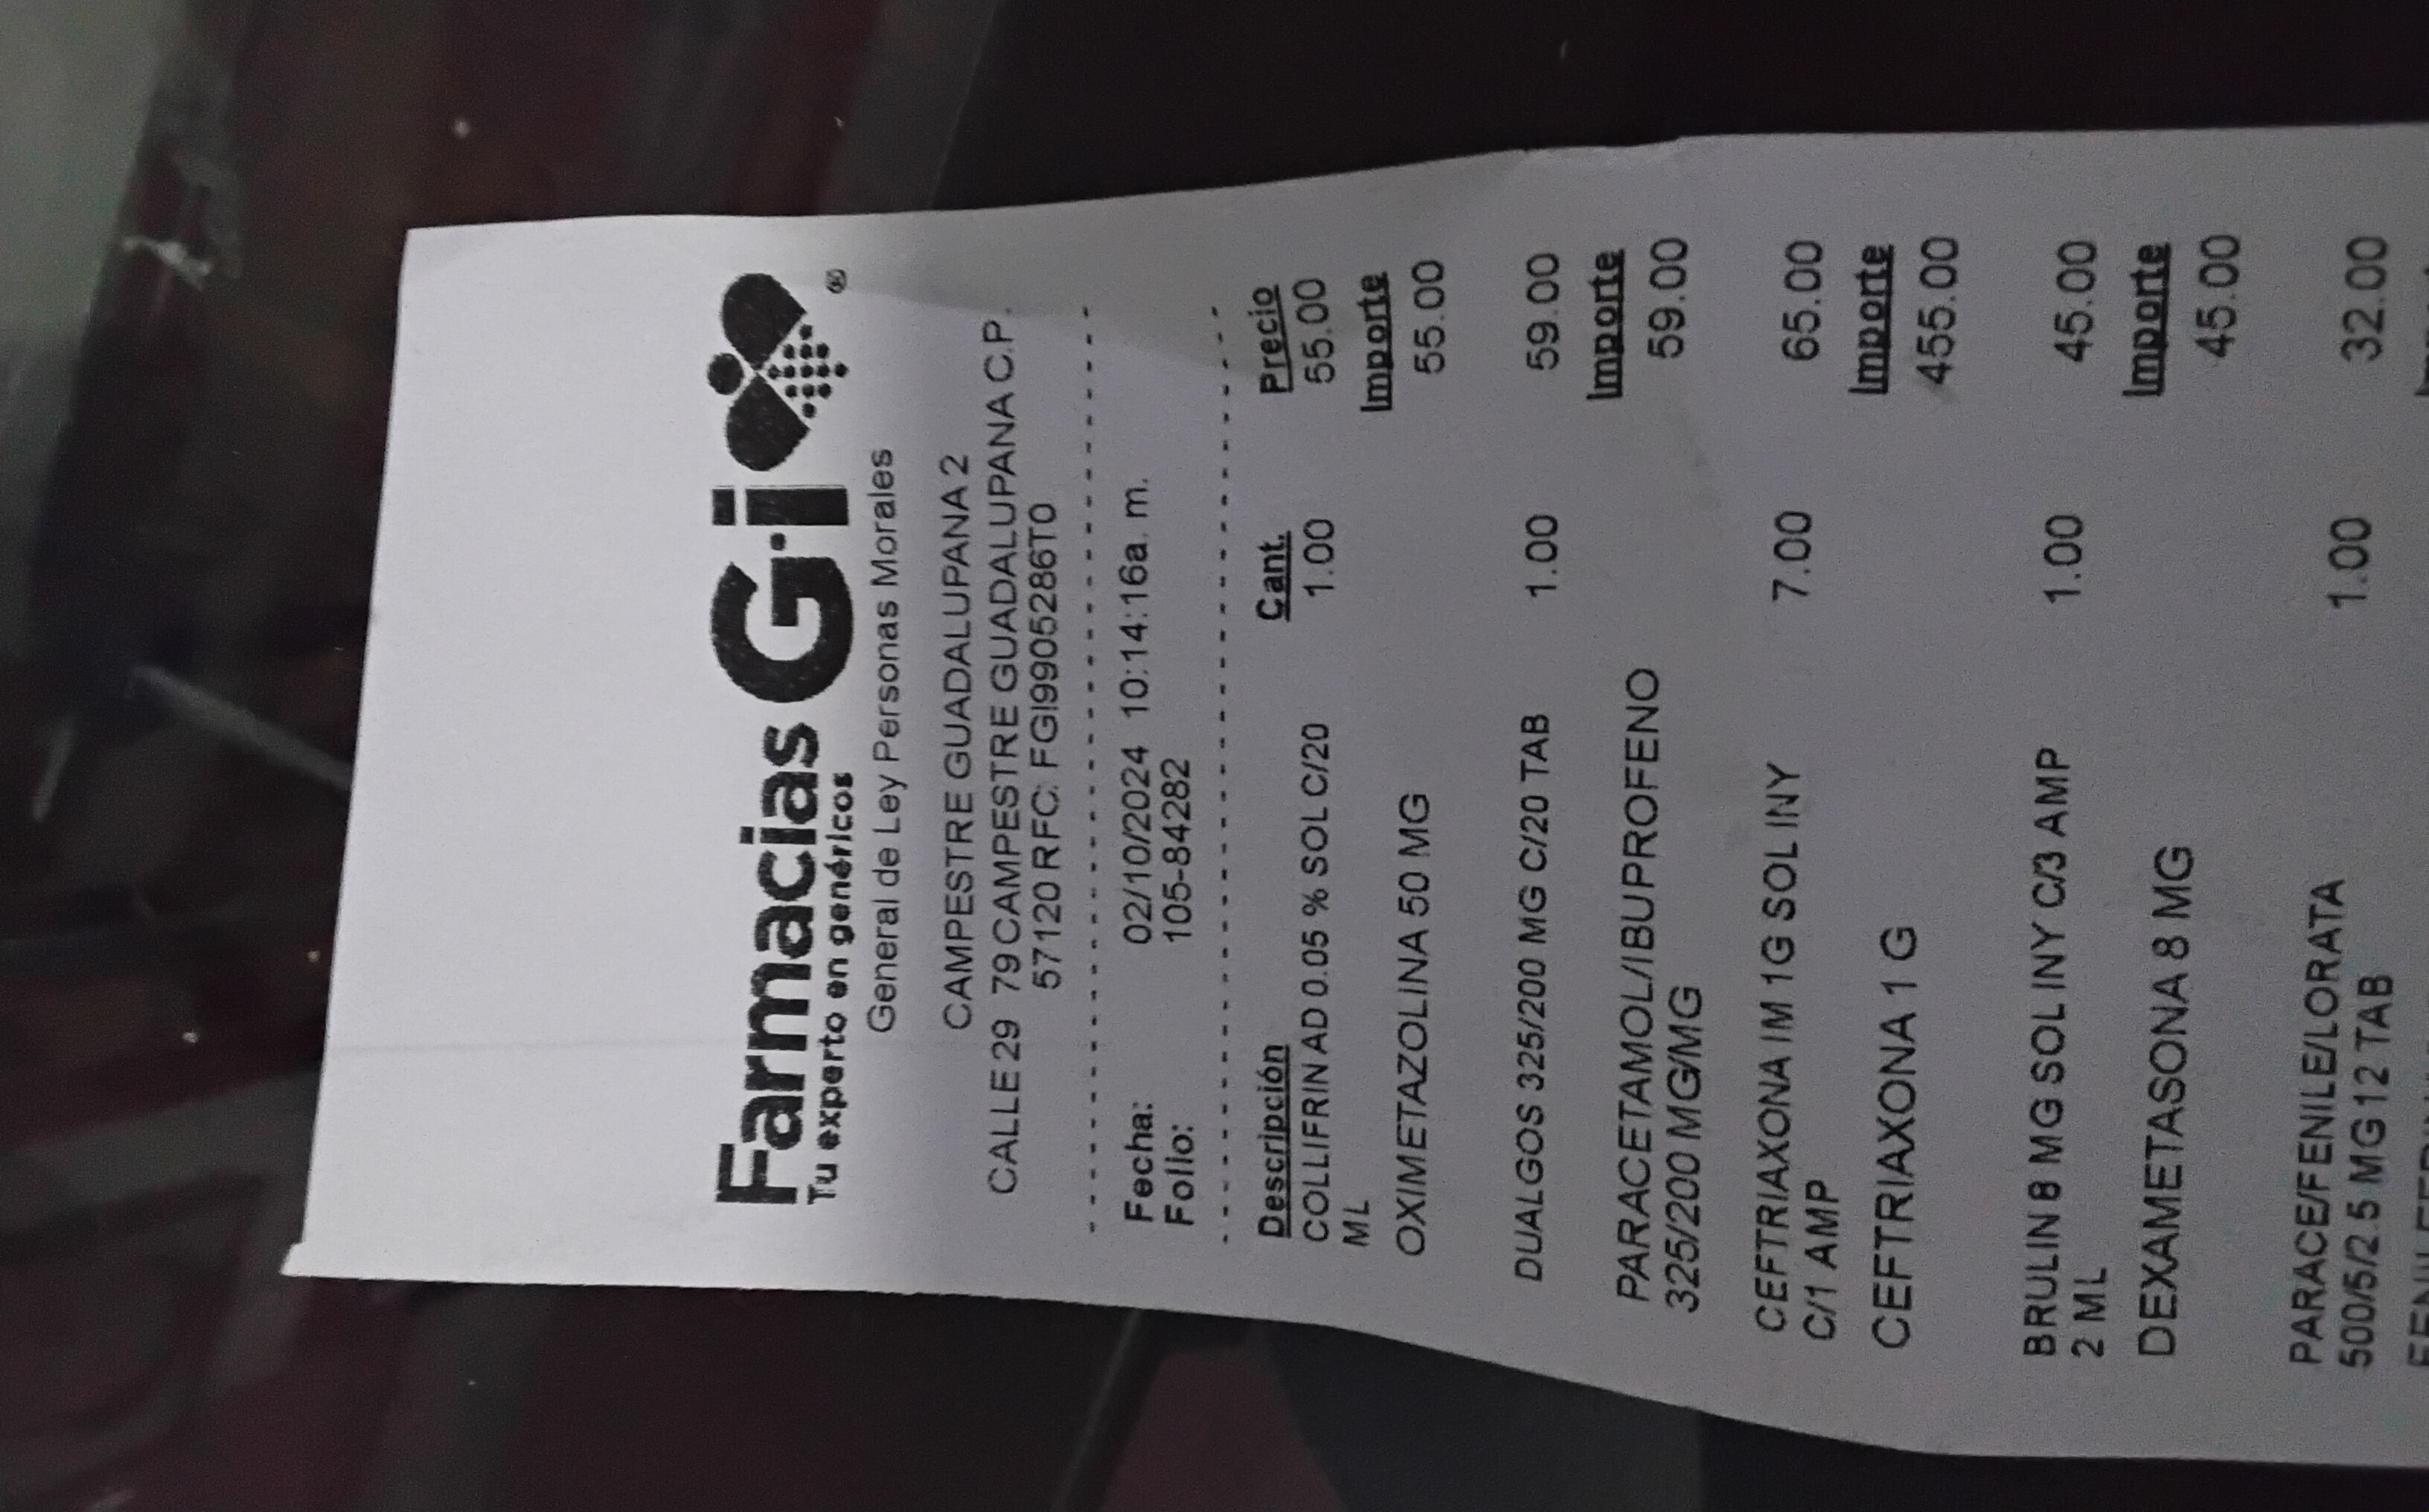 Farmacias Gi®
Tu experto en genéricos
General de Ley Personas Morales
CAMPESTRE GUADALUPANA 2
CALLE 29 79 CAMPESTRE GUADALUPANA C.P.
57120 RFC: FGI9905286T0
Fecha: 02/10/2024 10:14:16a. m.
Folio: 105-84282
Descripción Cant. Precio
COLLIFRIN AD 0.05 % SOL C/20 1.00 55.00
ML Importe
OXIMETAZOLINA 50 MG 55.00
DUALGOS 325/200 MG C/20 TAB 1.00 59.00
Importe
PARACETAMOL/IBUPROFENO 59.00
325/200 MG/MG
CEFTRIAXONA IM 1G SOL INY 7.00 65.00
C/1 AMP
Importe
CEFTRIAXONA 1 G 455.00
BRULIN 8 MG SOL INY C/3 AMP 1.00 45.00
2 ML
Importe
DEXAMETASONA 8 MG 45.00
PARACE/FENILE/LORATA 1.00 32.00
500/5/2.5 MG 12 TAB